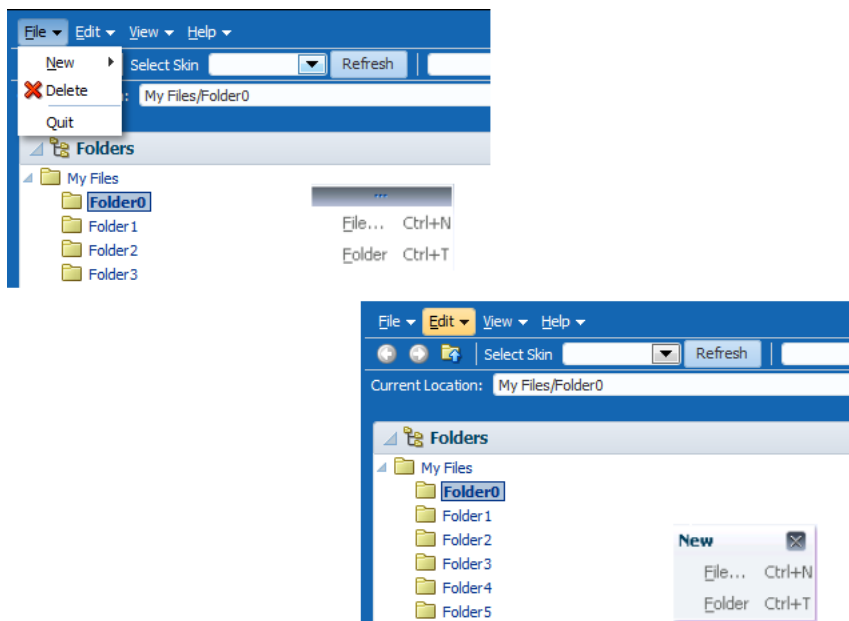 File Edit View Help
New Select Skin Refresh
Delete : My Files/Folder0
Quit
Folders
My Files
Folder0
Folder1
File... Ctrl+N
Folder2
Folder Ctrl+T
Folder3
File Edit View Help
Select Skin Refresh
Current Location: My Files/Folder0
Folders
My Files
Folder0
Folder1
Folder2
New
Folder3
File... Ctrl+N
Folder4
Folder Ctrl+T
Folder5